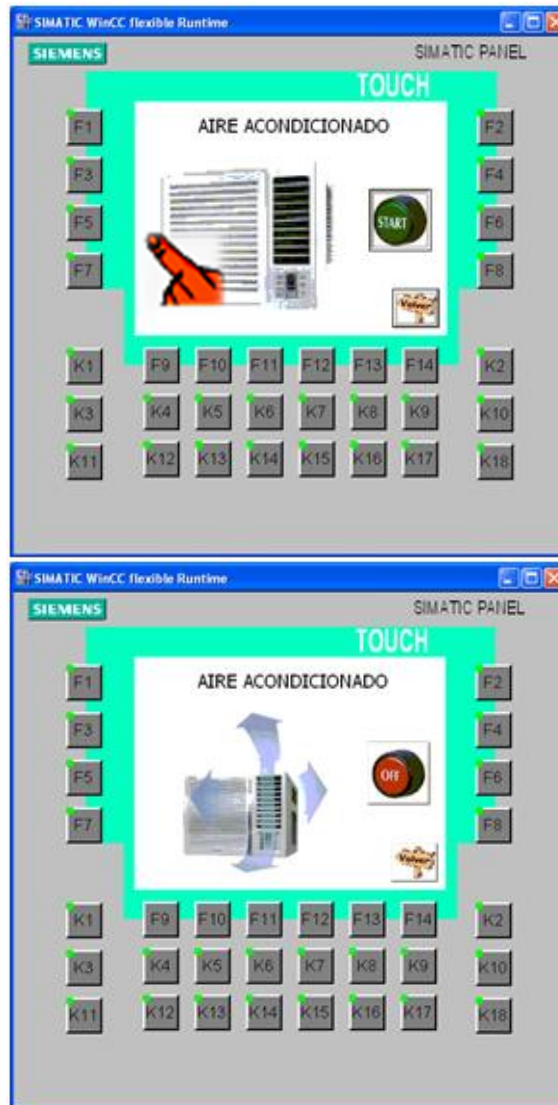 SIMATIC WinCC flexible Runtime
SIEMENS SIMATIC PANEL
TOUCH
F1 AIRE ACONDICIONADO F2
F3 F4
F5 START F6
F7 Volver F8
K1 F9 F10 F11 F12 F13 F14 K2
K3 K4 K5 K6 K7 K8 K9 K10
K11 K12 K13 K14 K15 K16 K17 K18
SIMATIC WinCC flexible Runtime
SIEMENS SIMATIC PANEL
TOUCH
F1 AIRE ACONDICIONADO F2
F3 F4
F5 OFF F6
F7 Volver F8
K1 F9 F10 F11 F12 F13 F14 K2
K3 K4 K5 K6 K7 K8 K9 K10
K11 K12 K13 K14 K15 K16 K17 K18